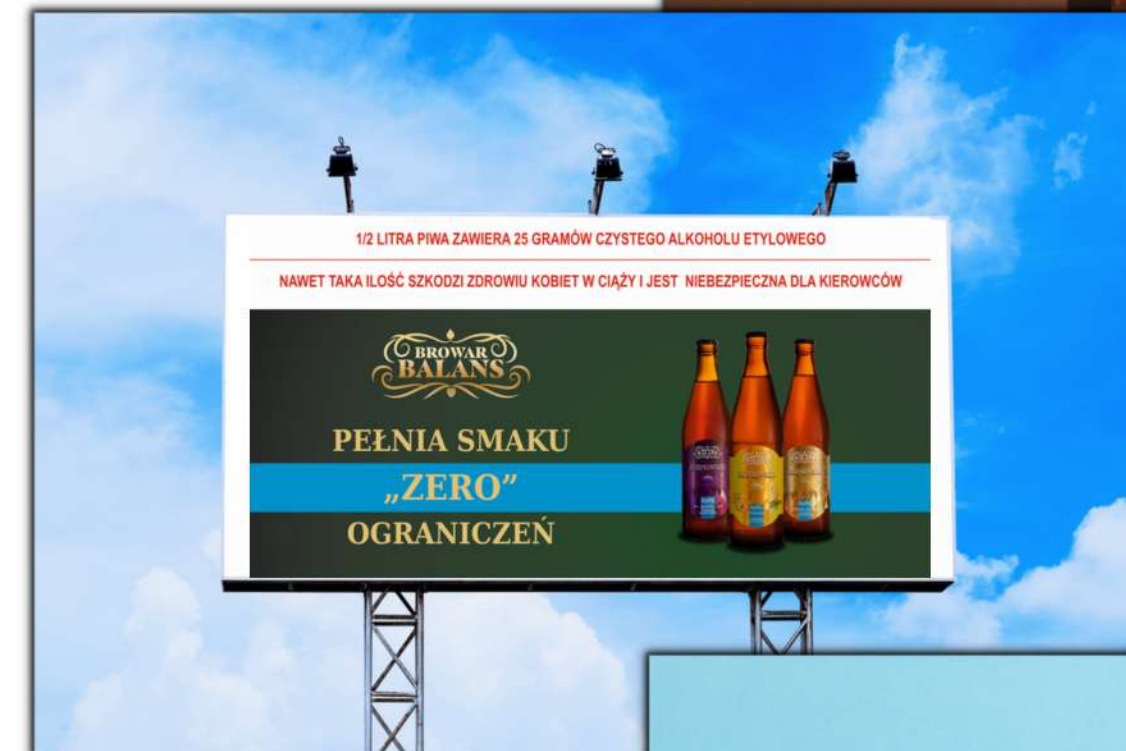 1/2 LITRA PIWA ZAWIERA 25 GRAMÓW CZYSTEGO ALKOHOLU ETYLOWEGO
NAWET TAKA ILOŚĆ SZKODZI ZDROWIU KOBIET W CIĄŻY I JEST NIEBEZPIECZNA DLA KIEROWCÓW
BROWAR
BALANS
PEŁNIA SMAKU
„ZERO”
OGRANICZEŃ